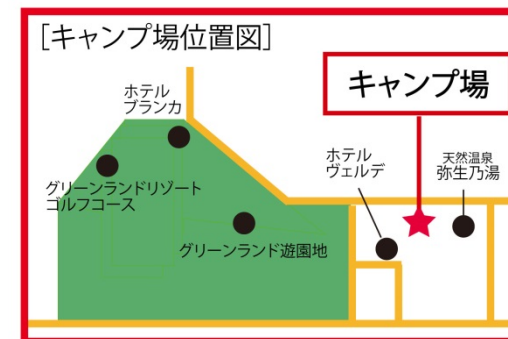 [キャンプ場位置図]
キャンプ場
ホテル
ブランカ
グリーンランドリゾート
ゴルフコース
グリーンランド遊園地
ホテル
ヴェルデ
天然温泉
弥生乃湯